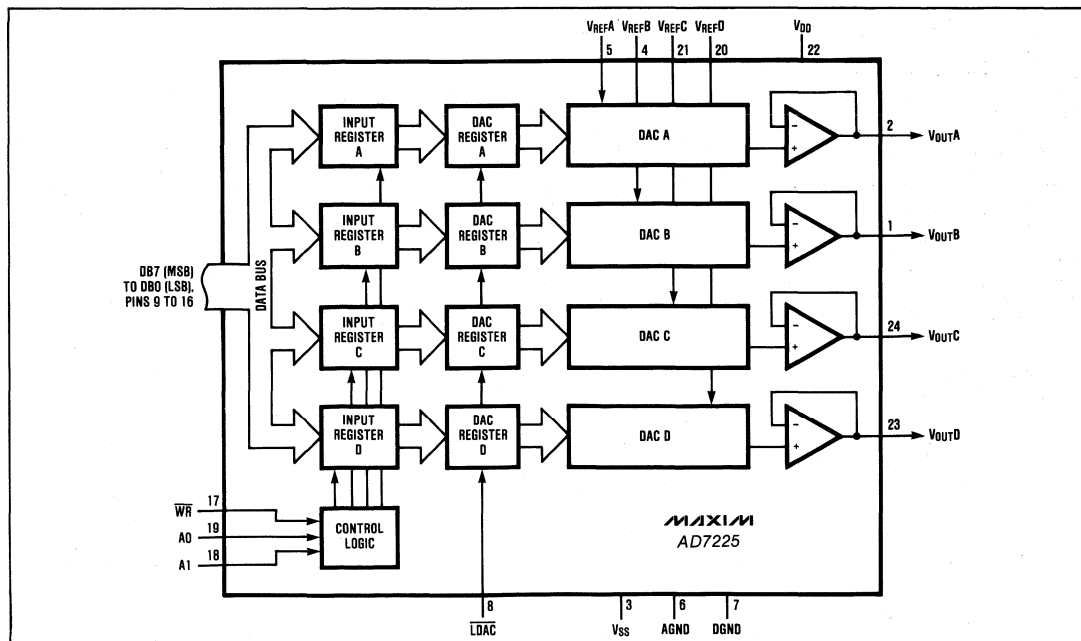 VREFA VREFB VREFC VREFD VDD
5 4 21 20 22
INPUT REGISTER A
DAC REGISTER A
DAC A
- +
2
VOUTA
INPUT REGISTER B
DAC REGISTER B
DAC B
- +
1
VOUTB
DB7 (MSB)
TO DB0 (LSB),
PINS 9 TO 16
DATA BUS
INPUT REGISTER C
DAC REGISTER C
DAC C
- +
24
VOUTC
INPUT REGISTER D
DAC REGISTER D
DAC D
- +
23
VOUTD
WR 17
A0 19
A1 18
CONTROL LOGIC
MAXIM
AD7225
8 3 6 7
LDAC VSS AGND DGND